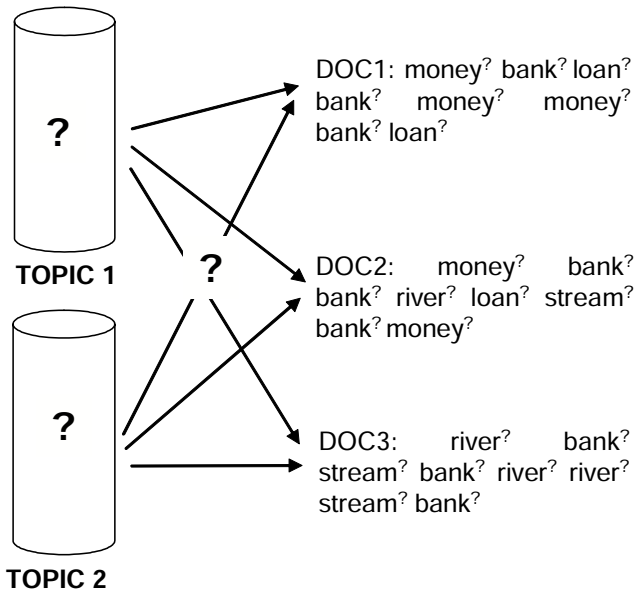 ?
TOPIC 1
?
TOPIC 2
?
DOC1: money? bank? loan?
bank? money? money?
bank? loan?
DOC2: money? bank?
bank? river? loan? stream?
bank? money?
DOC3: river? bank?
stream? bank? river? river?
stream? bank?